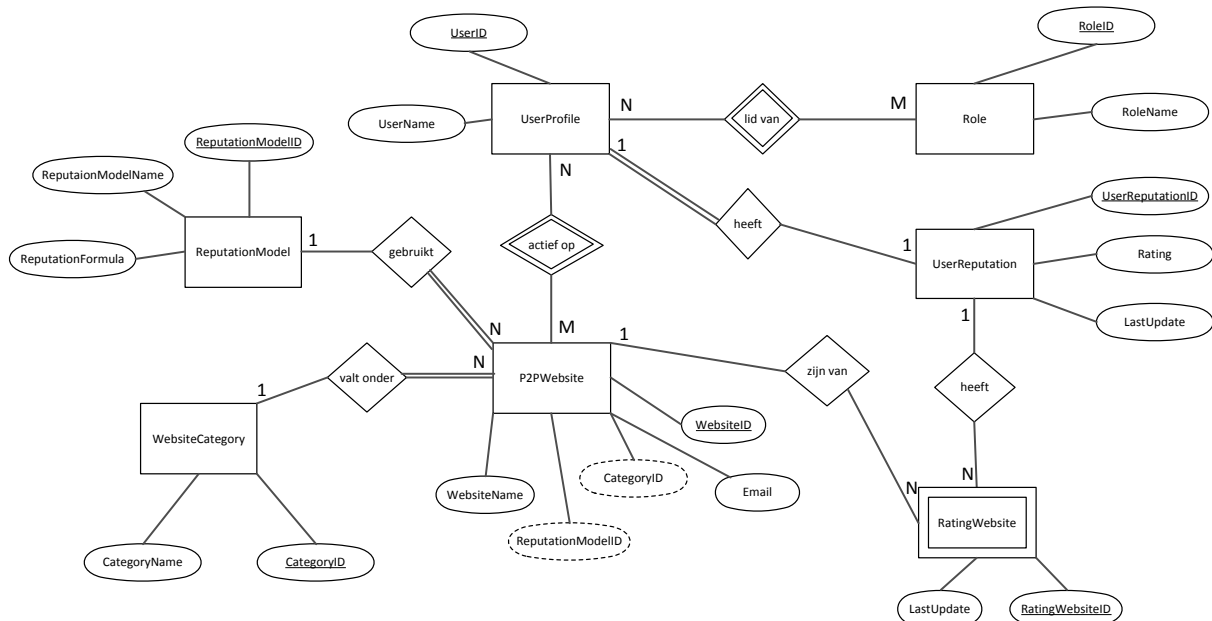 UserID
RoleID
UserProfile
N
lid van
M
Role
UserName
RoleName
1
ReputationModelID
N
ReputaionModelName
UserReputationID
heeft
1
actief op
UserReputation
Rating
ReputationModel
1
gebruikt
ReputationFormula
LastUpdate
1
N
M
1
N
valt onder
P2PWebsite
zijn van
heeft
1
WebsiteCategory
WebsiteID
CategoryID
Email
WebsiteName
N
N
RatingWebsite
ReputationModelID
CategoryName
CategoryID
LastUpdate
RatingWebsiteID